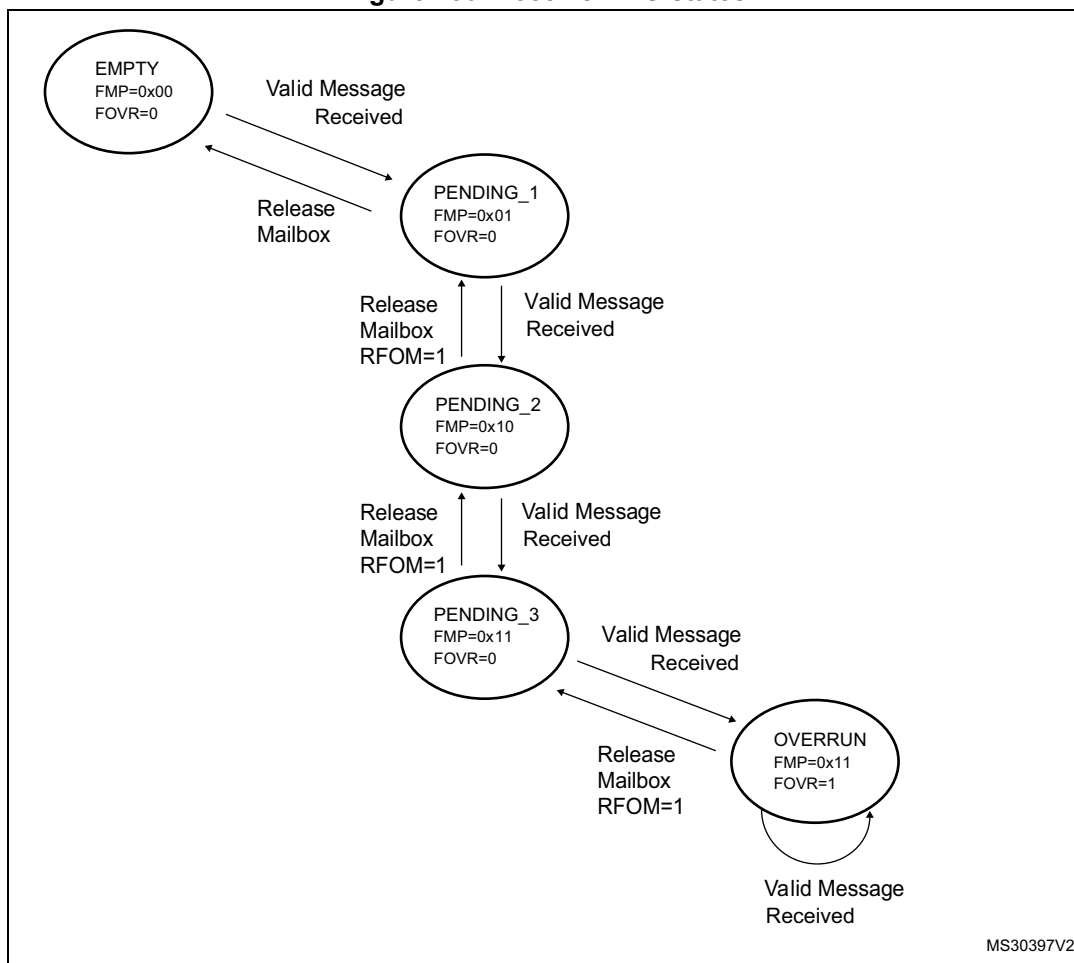 EMPTY
FMP=0x00
FOVR=0
Valid Message
Received
Release
Mailbox
PENDING_1
FMP=0x01
FOVR=0
Release
Mailbox
RFOM=1
Valid Message
Received
PENDING_2
FMP=0x10
FOVR=0
Release
Mailbox
RFOM=1
Valid Message
Received
PENDING_3
FMP=0x11
FOVR=0
Valid Message
Received
Release
Mailbox
RFOM=1
OVERRUN
FMP=0x11
FOVR=1
Valid Message
Received
MS30397V2